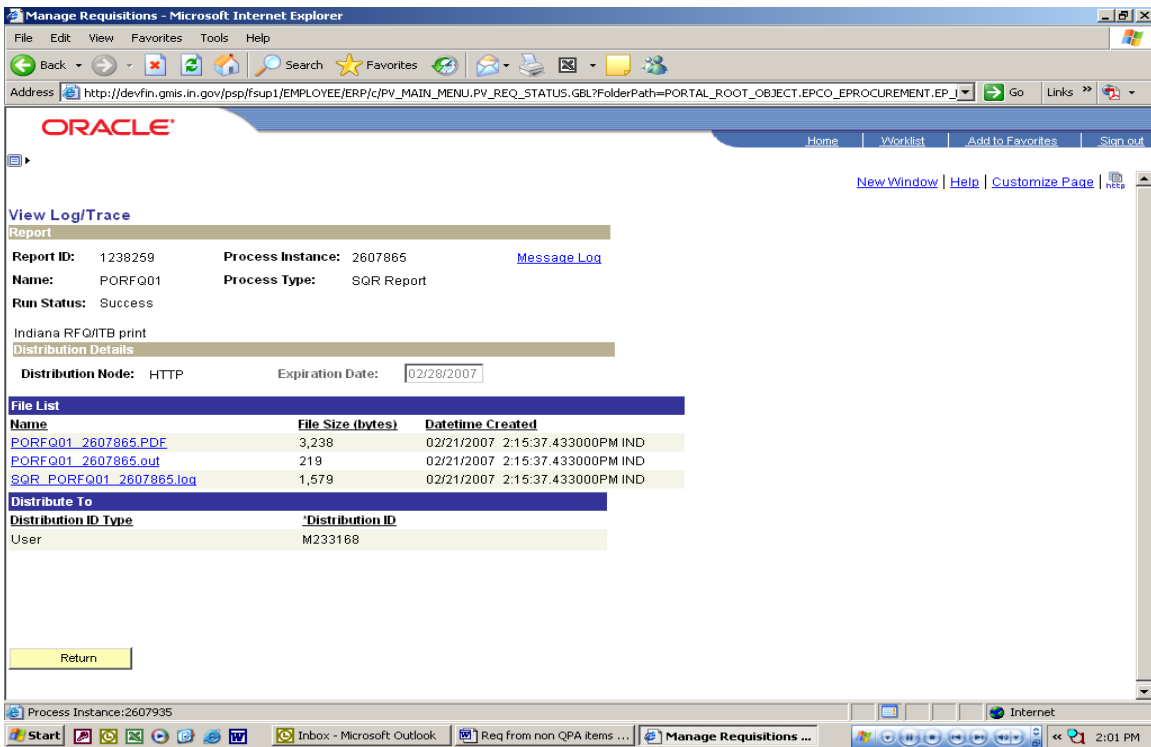 Manage Requisitions - Microsoft Internet Explorer
File Edit View Favorites Tools Help
Back Search Favorites
Address http://devfin.gmis.in.gov/psp/fsup1/EMPLOYEE/ERP/c/PV_MAIN_MENU.PV_REQ_STATUS.GBL?FolderPath=PORTAL_ROOT_OBJECT.EPCO_EPROCUREMENT.EP_ Go Links »
ORACLE
Home Worklist Add to Favorites Sign out
New Window | Help | Customize Page | http
View Log/Trace
Report
Report ID: 1238259 Process Instance: 2607865 Message Log
Name: PORFQ01 Process Type: SQR Report
Run Status: Success
Indiana RFQ/ITB print
Distribution Details
Distribution Node: HTTP Expiration Date: 02/28/2007
File List
Name File Size (bytes) Datetime Created
PORFQ01_2607865.PDF 3,238 02/21/2007 2:15:37.433000PM IND
PORFQ01_2607865.out 219 02/21/2007 2:15:37.433000PM IND
SQR_PORFQ01_2607865.log 1,579 02/21/2007 2:15:37.433000PM IND
Distribute To
Distribution ID Type *Distribution ID
User M233168
Return
Process Instance:2607935 Internet
Start Inbox - Microsoft Outlook Req from non QPA items ... Manage Requisitions ... « 2:01 PM